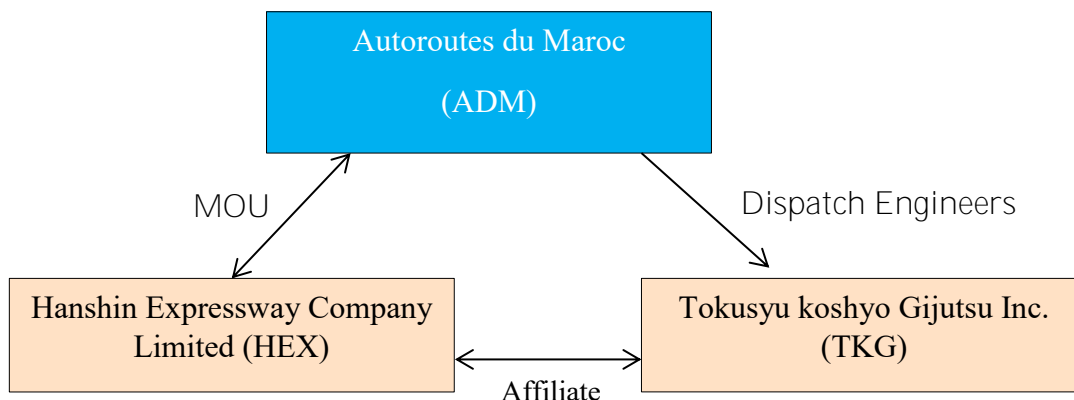 Autoroutes du Maroc
(ADM)
MOU
Dispatch Engineers
Hanshin Expressway Company
Limited (HEX)
Tokusyu koshyo Gijutsu Inc.
(TKG)
Affiliate